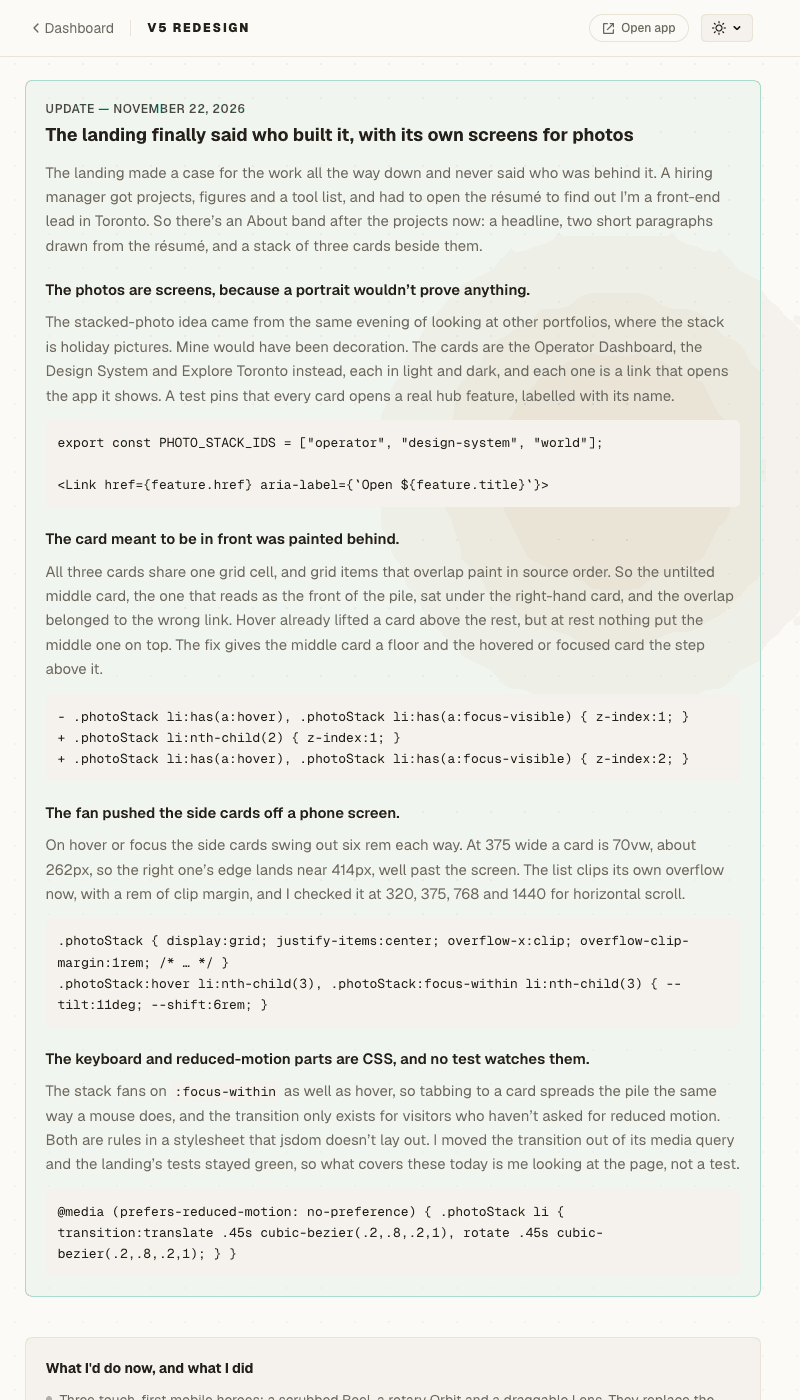 Dashboard
V5 REDESIGN
Open app
UPDATE — NOVEMBER 22, 2026
The landing finally said who built it, with its own screens for photos
The landing made a case for the work all the way down and never said who was behind it. A hiring
manager got projects, figures and a tool list, and had to open the résumé to find out I’m a front-end
lead in Toronto. So there’s an About band after the projects now: a headline, two short paragraphs
drawn from the résumé, and a stack of three cards beside them.
The photos are screens, because a portrait wouldn’t prove anything.
The stacked-photo idea came from the same evening of looking at other portfolios, where the stack
is holiday pictures. Mine would have been decoration. The cards are the Operator Dashboard, the
Design System and Explore Toronto instead, each in light and dark, and each one is a link that opens
the app it shows. A test pins that every card opens a real hub feature, labelled with its name.
export const PHOTO_STACK_IDS = ["operator", "design-system", "world"];
<Link href={feature.href} aria-label={`Open ${feature.title}`}>
The card meant to be in front was painted behind.
All three cards share one grid cell, and grid items that overlap paint in source order. So the untilted
middle card, the one that reads as the front of the pile, sat under the right-hand card, and the overlap
belonged to the wrong link. Hover already lifted a card above the rest, but at rest nothing put the
middle one on top. The fix gives the middle card a floor and the hovered or focused card the step
above it.
- .photoStack li:has(a:hover), .photoStack li:has(a:focus-visible) { z-index:1; }
+ .photoStack li:nth-child(2) { z-index:1; }
+ .photoStack li:has(a:hover), .photoStack li:has(a:focus-visible) { z-index:2; }
The fan pushed the side cards off a phone screen.
On hover or focus the side cards swing out six rem each way. At 375 wide a card is 70vw, about
262px, so the right one’s edge lands near 414px, well past the screen. The list clips its own overflow
now, with a rem of clip margin, and I checked it at 320, 375, 768 and 1440 for horizontal scroll.
.photoStack { display:grid; justify-items:center; overflow-x:clip; overflow-clip-
margin:1rem; /* … */ }
.photoStack:hover li:nth-child(3), .photoStack:focus-within li:nth-child(3) { --
tilt:11deg; --shift:6rem; }
The keyboard and reduced-motion parts are CSS, and no test watches them.
The stack fans on :focus-within as well as hover, so tabbing to a card spreads the pile the same
way a mouse does, and the transition only exists for visitors who haven’t asked for reduced motion.
Both are rules in a stylesheet that jsdom doesn’t lay out. I moved the transition out of its media query
and the landing’s tests stayed green, so what covers these today is me looking at the page, not a test.
@media (prefers-reduced-motion: no-preference) { .photoStack li {
transition:translate .45s cubic-bezier(.2,.8,.2,1), rotate .45s cubic-
bezier(.2,.8,.2,1); } }
What I'd do now, and what I did
Three touch-first mobile heroes: a scrubbed Reel, a rotary Orbit and a draggable Lens. They replace the